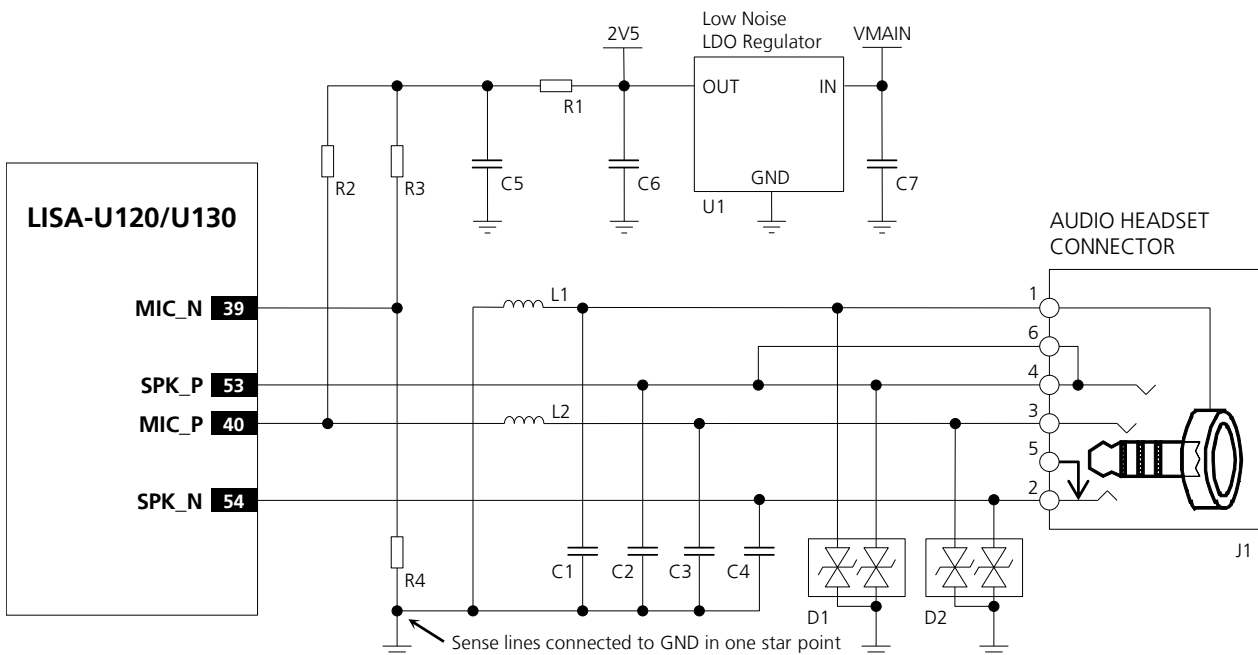 Low Noise
LDO Regulator
2V5
VMAIN
OUT
IN
R1
GND
U1
R2
R3
C5
C6
C7
LISA-U120/U130
AUDIO HEADSET
CONNECTOR
MIC_N 39
L1
1
6
SPK_P 53
4
MIC_P 40
L2
3
5
SPK_N 54
2
R4
C1
C2
C3
C4
J1
D1
D2
Sense lines connected to GND in one star point